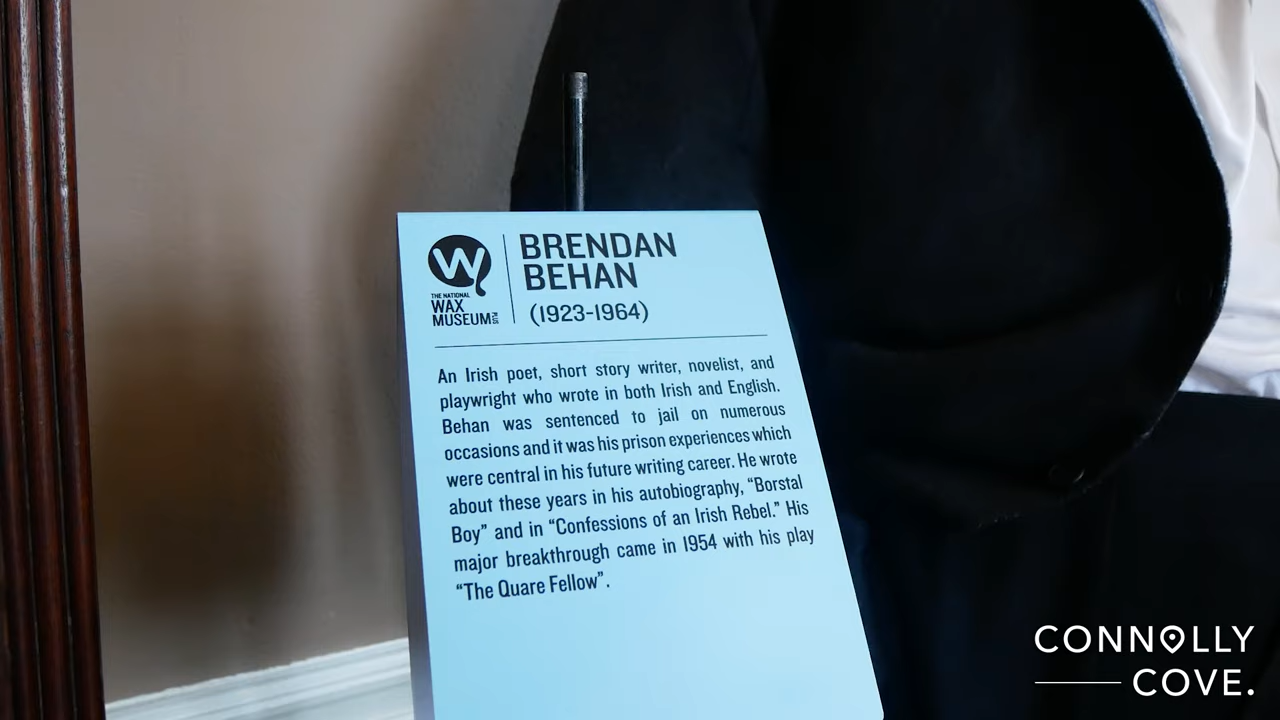 W
THE NATIONAL
WAX
MUSEUM PLUS
BRENDAN
BEHAN
(1923-1964)
An Irish poet, short story writer, novelist, and
playwright who wrote in both Irish and English.
Behan was sentenced to jail on numerous
occasions and it was his prison experiences which
were central in his future writing career. He wrote
about these years in his autobiography, “Borstal
Boy” and in “Confessions of an Irish Rebel.” His
major breakthrough came in 1954 with his play
“The Quare Fellow”.
CONNOLLY
COVE.